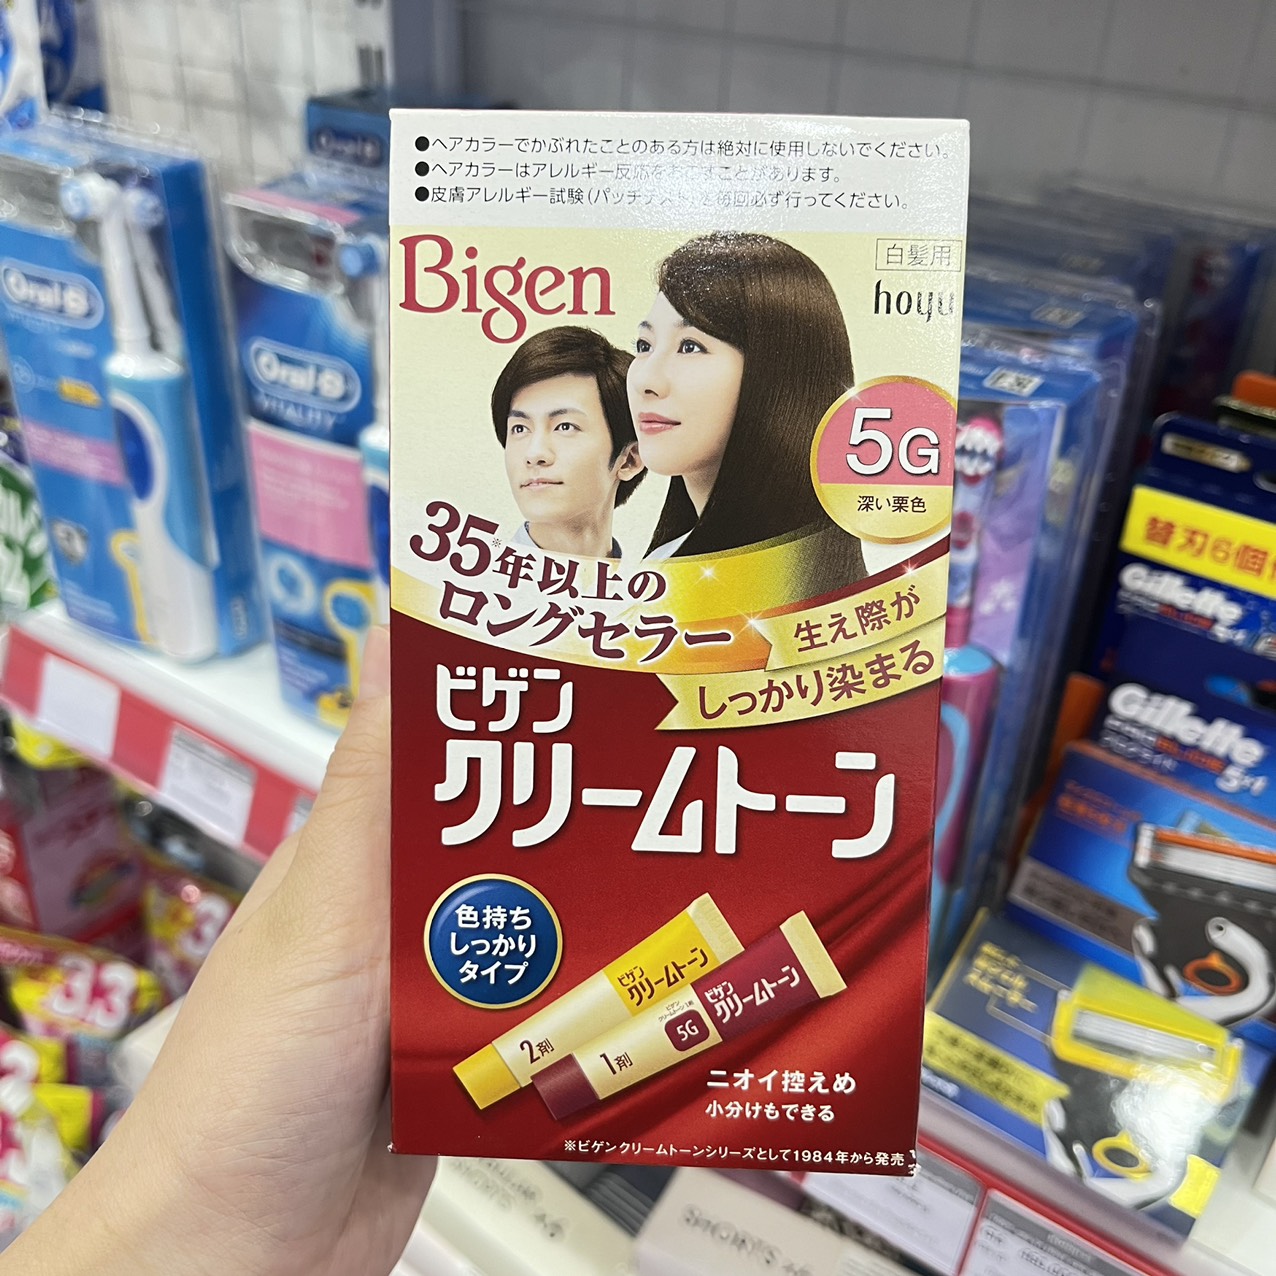 ●ヘアカラーでかぶれたことのある方は絶対に使用しないでください。
●ヘアカラーはアレルギー反応をおこすことがあります。
●皮膚アレルギー試験(パッチテスト)を毎回必ず行ってください。
Bigen
白髪用
hoyu
5G
深い栗色
35※年以上の
ロングセラー
生え際が
しっかり染まる
ビゲン
クリームトーン
色持ち
しっかり
タイプ
ビゲン
クリームトーン
2剤
ビゲン
クリームトーン
5G
1剤
ニオイ控えめ
小分けもできる
※ビゲンクリームトーンシリーズとして1984年から発売
Oral-B
Oral-B
VITALITY
替刃6個
Gillette
Gillette
5+1
3.3